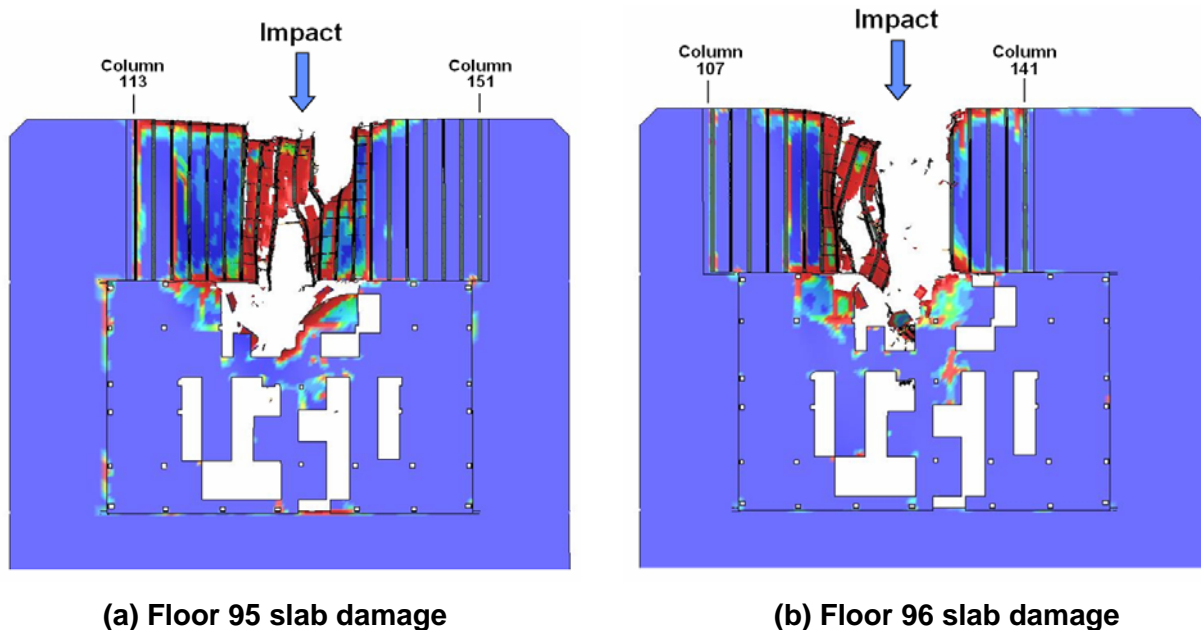 Impact
Column
113
Column
151
(a) Floor 95 slab damage
Impact
Column
107
Column
141
(b) Floor 96 slab damage